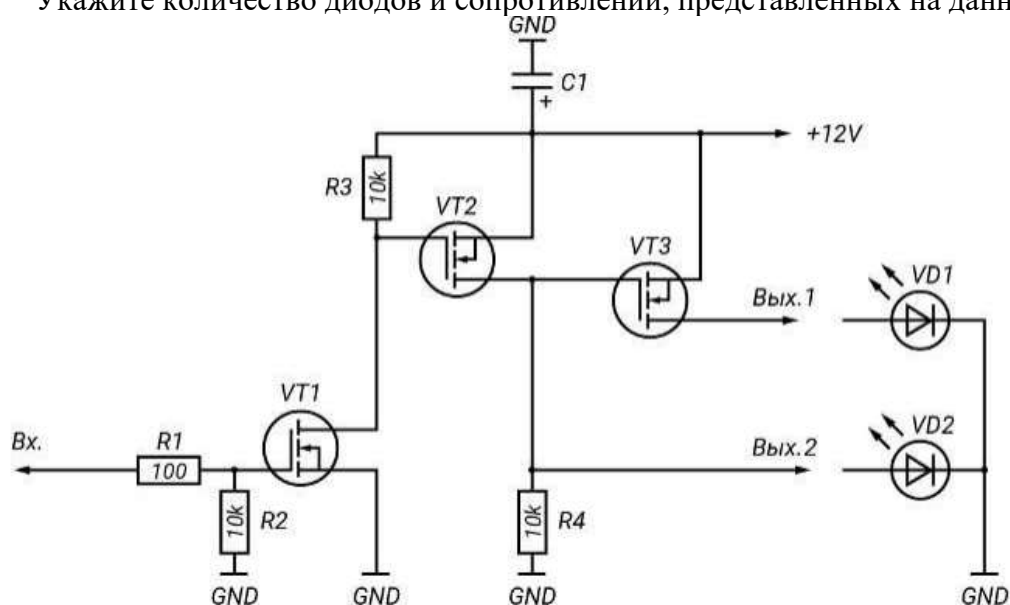 Укажите количество диодов и сопротивлений, представленных на
GND
C1
+
+12V
R3
10k
VT2
VT3
Вых.1
VD1
VT1
Вх.
R1
100
Вых.2
VD2
10k
R2
10k
R4
GND GND GND GND